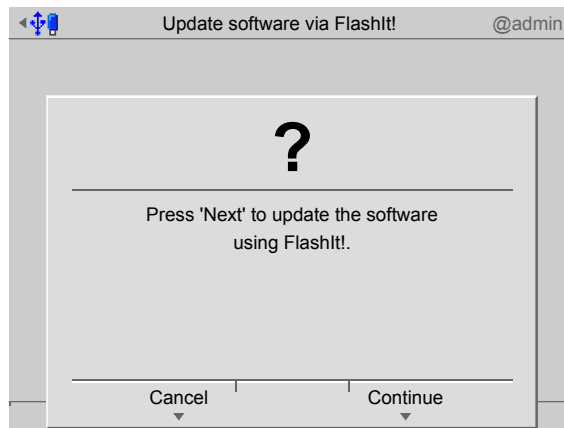 Update software via FlashIt!
@admin
?
Press 'Next' to update the software
using FlashIt!.
Cancel
Continue